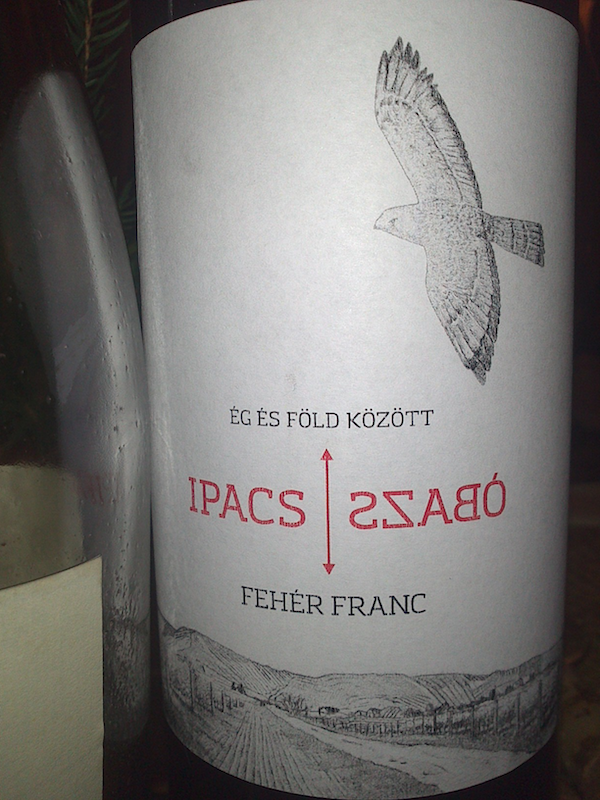 ÉG ÉS FÖLD KÖZÖTT
IPACS SZABÓ
FEHÉR FRANC